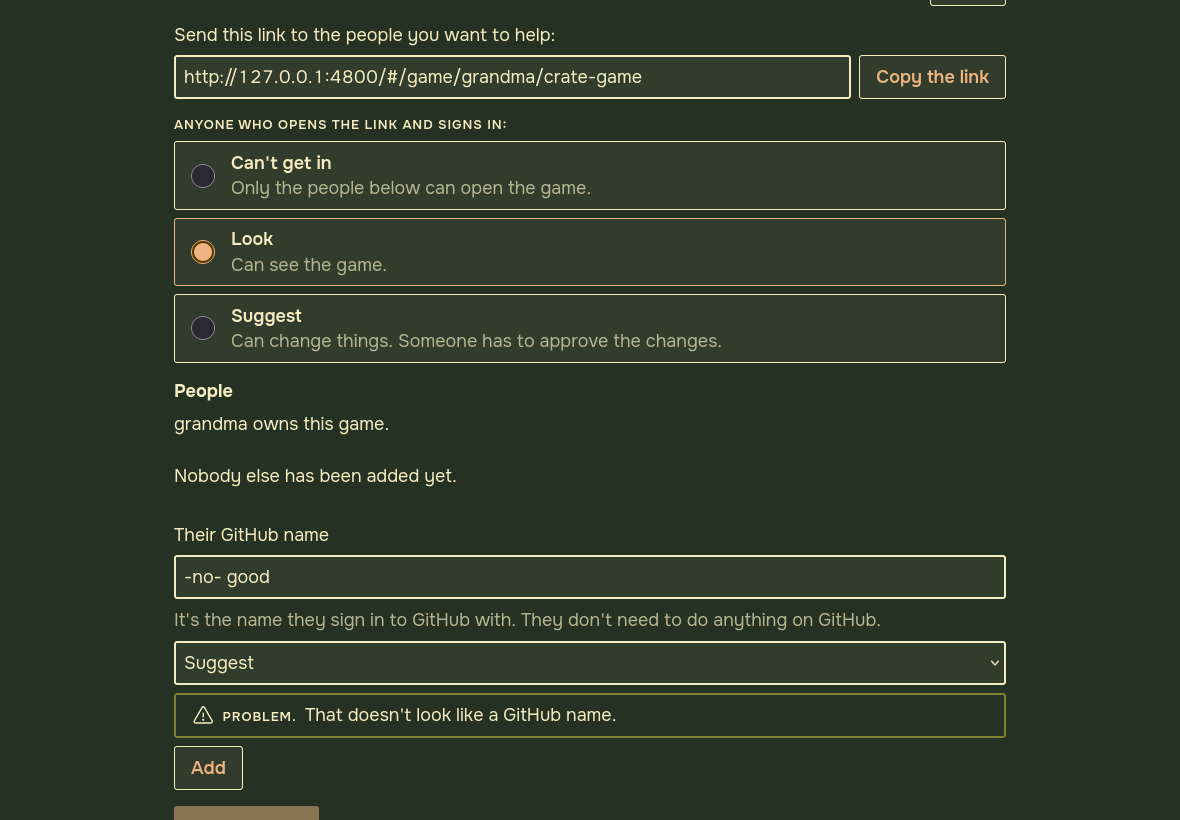 Send this link to the people you want to help:
http://127.0.0.1:4800/#/game/grandma/crate-game
Copy the link
ANYONE WHO OPENS THE LINK AND SIGNS IN:
Can't get in
Only the people below can open the game.
Look
Can see the game.
Suggest
Can change things. Someone has to approve the changes.
People
grandma owns this game.
Nobody else has been added yet.
Their GitHub name
-no- good
It's the name they sign in to GitHub with. They don't need to do anything on GitHub.
Suggest
PROBLEM. That doesn't look like a GitHub name.
Add